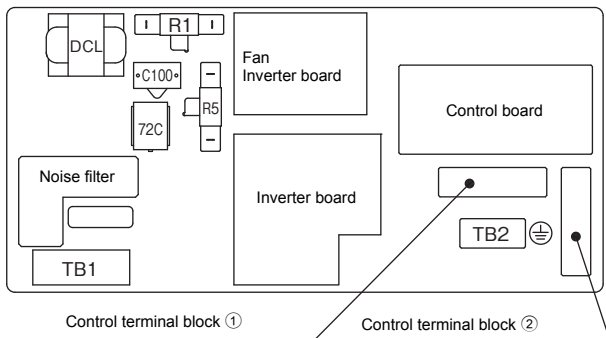 DCL
R1
Fan
Inverter board
C100
R5
72C
Control board
Noise filter
Inverter board
TB2
TB1
Control terminal block ①
Control terminal block ②